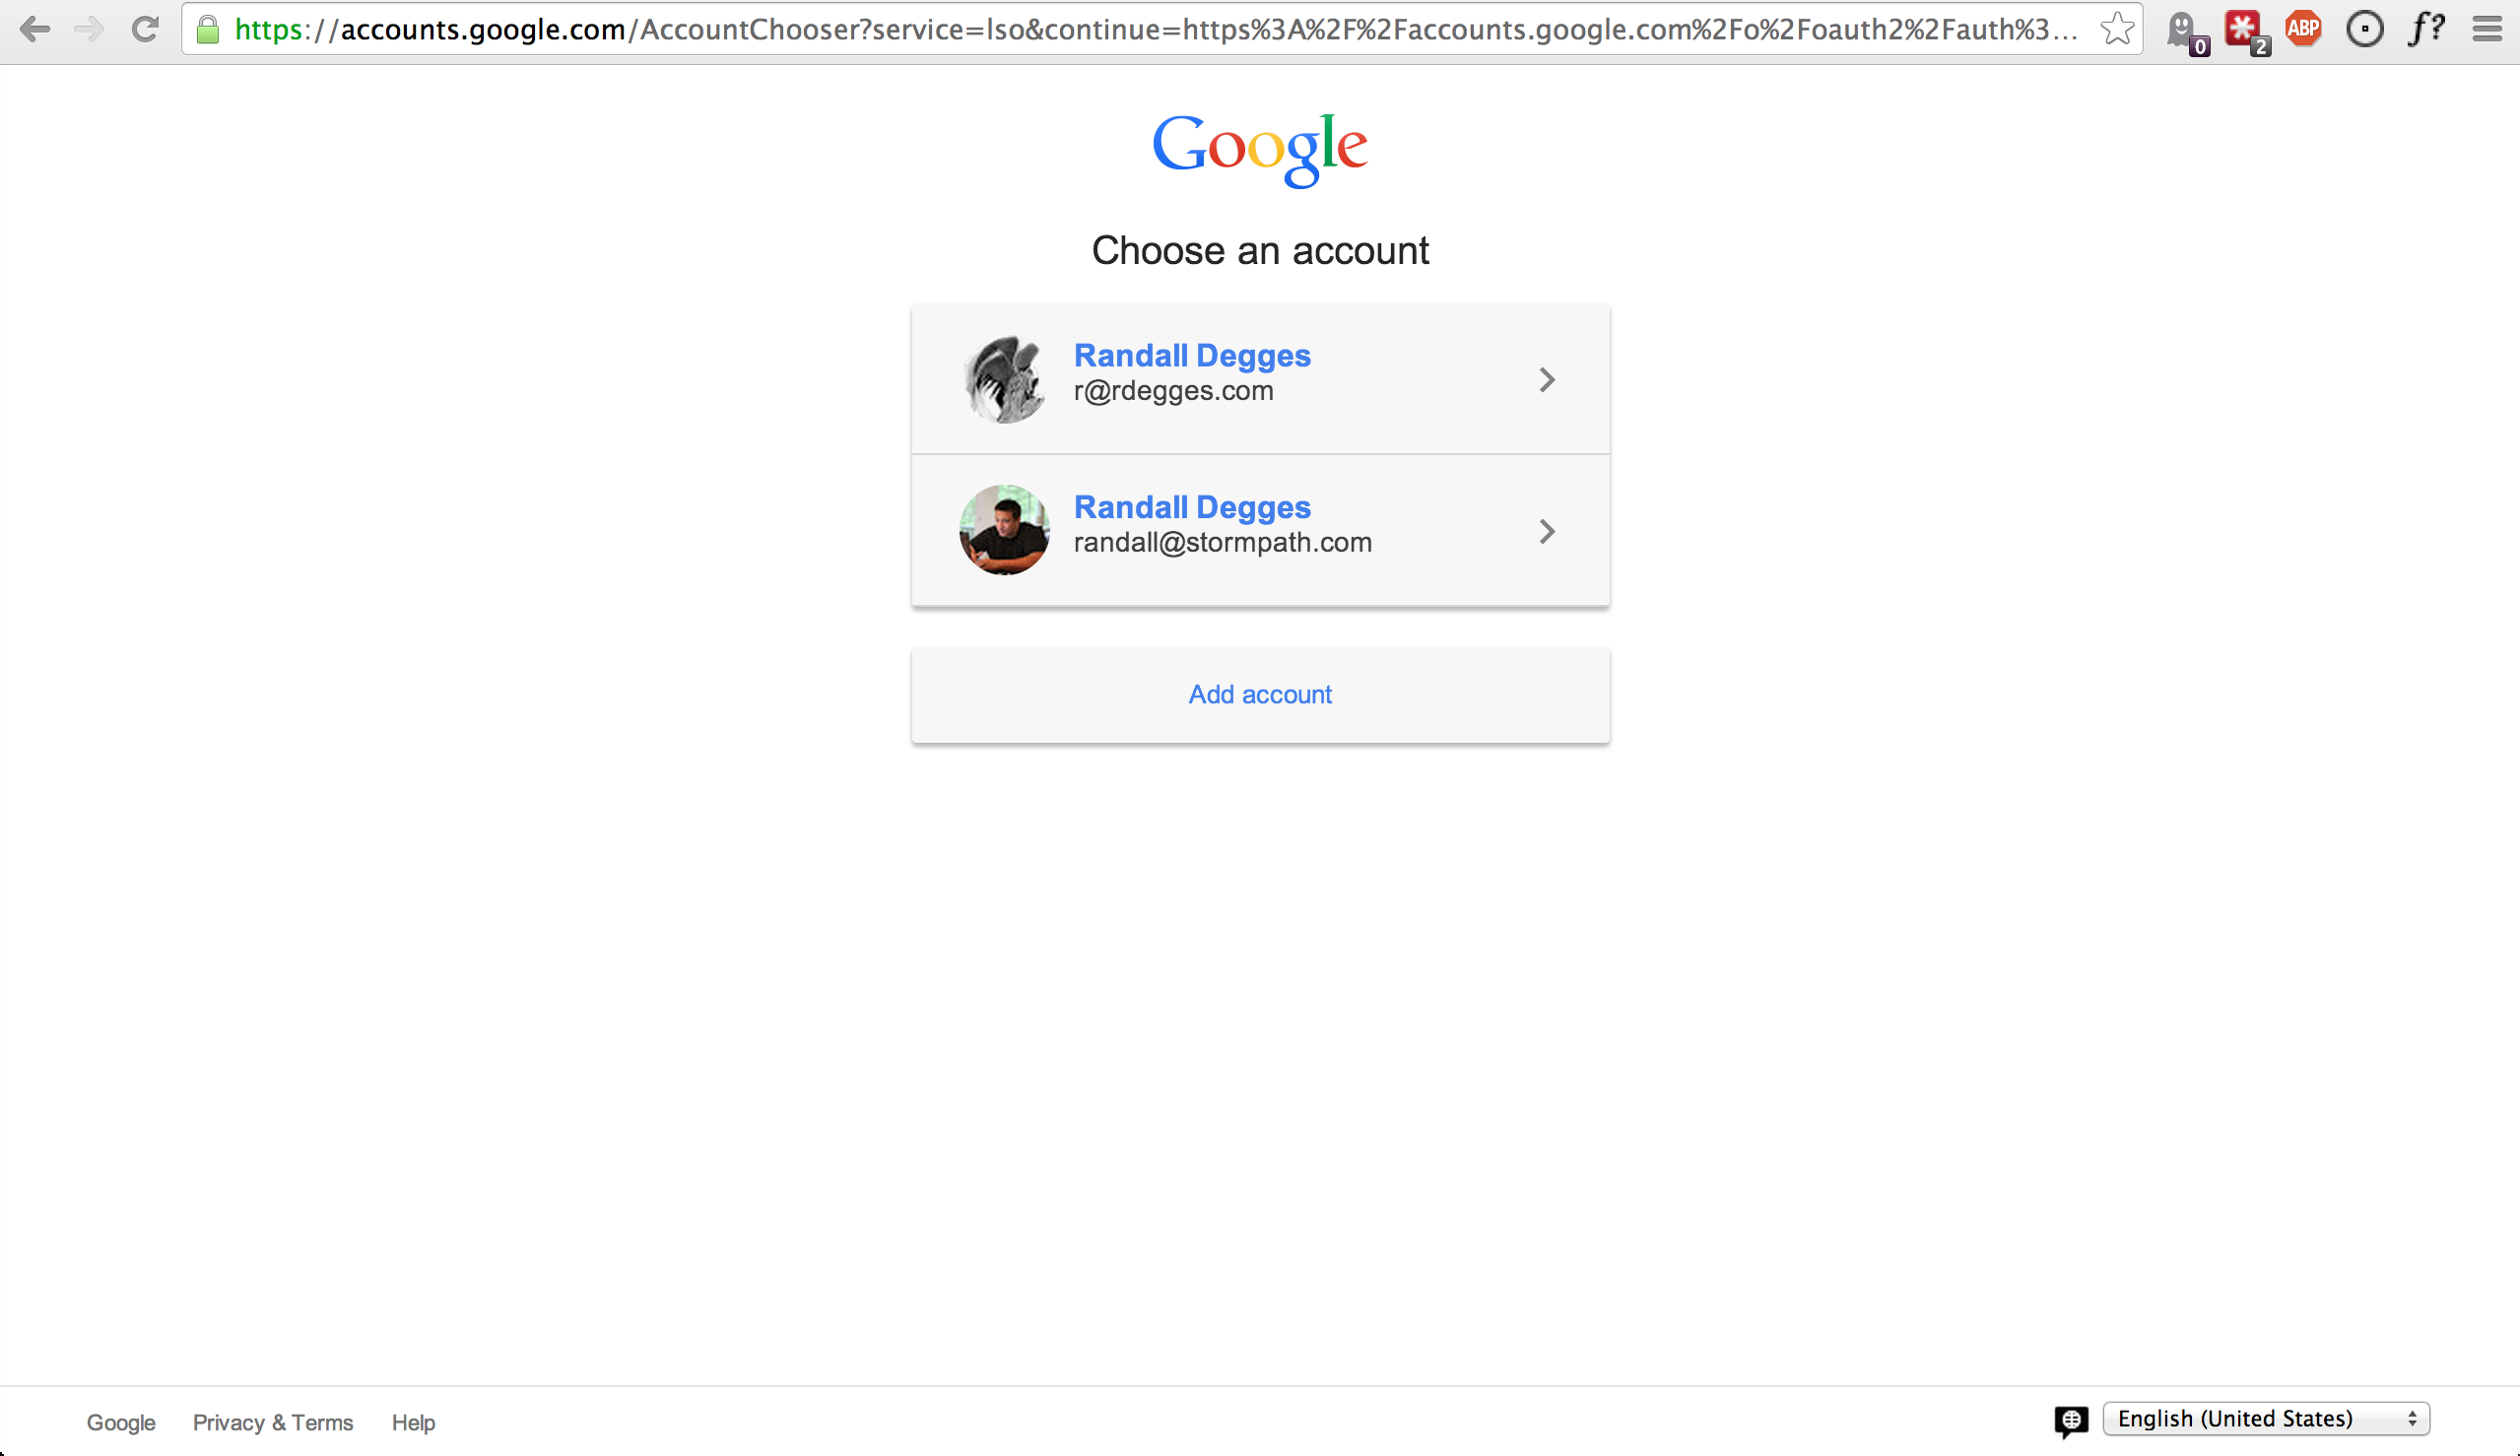 https://accounts.google.com/AccountChooser?service=lso&continue=https%3A%2F%2Faccounts.google.com%2Fo%2Foauth2%2Fauth%3...
0
2
ABP
f?
Google
Choose an account
Randall Degges
r@rdegges.com
Randall Degges
randall@stormpath.com
Add account
Google Privacy & Terms Help
English (United States)